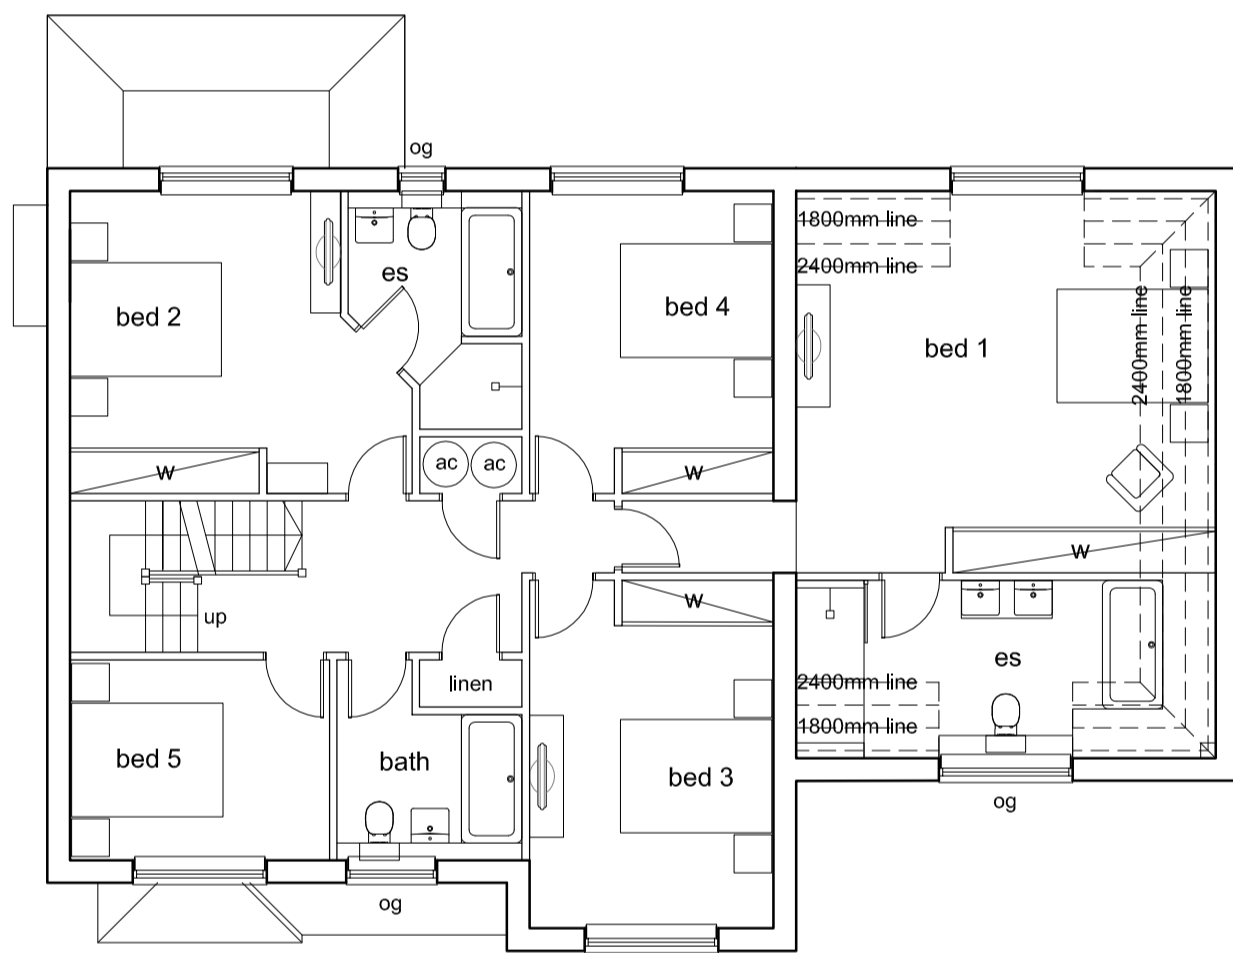 og
1800mm line
2400mm line
es
bed 2
bed 4
bed 1
2400mm line
1800mm line
w
ac
ac
w
w
w
up
es
linen
2400mm line
1800mm line
bed 5
bath
bed 3
og
og